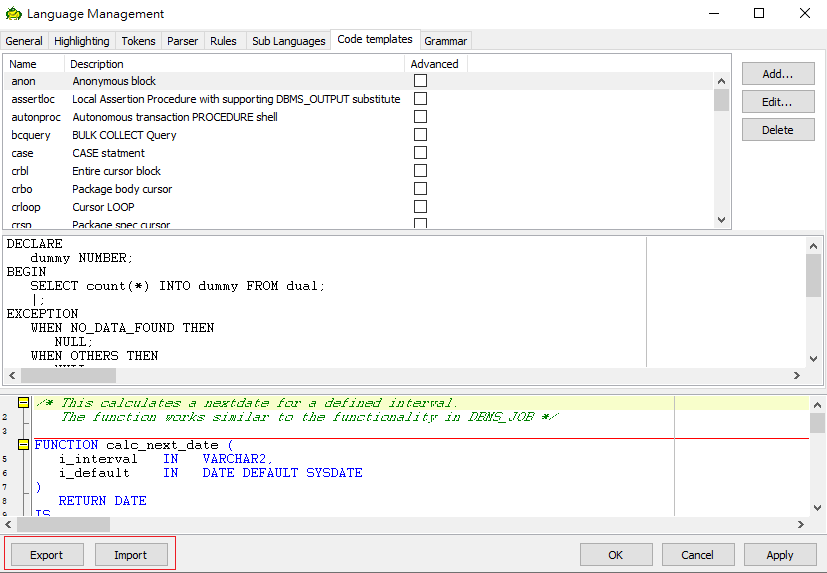 Language Management
General Highlighting Tokens Parser Rules Sub Languages Code templates Grammar
Name Description Advanced
anon Anonymous block
assertloc Local Assertion Procedure with supporting DBMS_OUTPUT substitute
autonproc Autonomous transaction PROCEDURE shell
bcquery BULK COLLECT Query
case CASE statment
crbl Entire cursor block
crbo Package body cursor
crloop Cursor LOOP
crsp Package spec cursor
Add...
Edit...
Delete
DECLARE
dummy NUMBER;
BEGIN
SELECT count(*) INTO dummy FROM dual;
|;
EXCEPTION
WHEN NO_DATA_FOUND THEN
NULL;
WHEN OTHERS THEN
NULL
/* This calculates a nextdate for a defined interval.
2 The function works similar to the functionality in DBMS_JOB */
3
FUNCTION calc_next_date (
5 i_interval IN VARCHAR2,
6 i_default IN DATE DEFAULT SYSDATE
7 )
8 RETURN DATE
9 IS
Export Import OK Cancel Apply